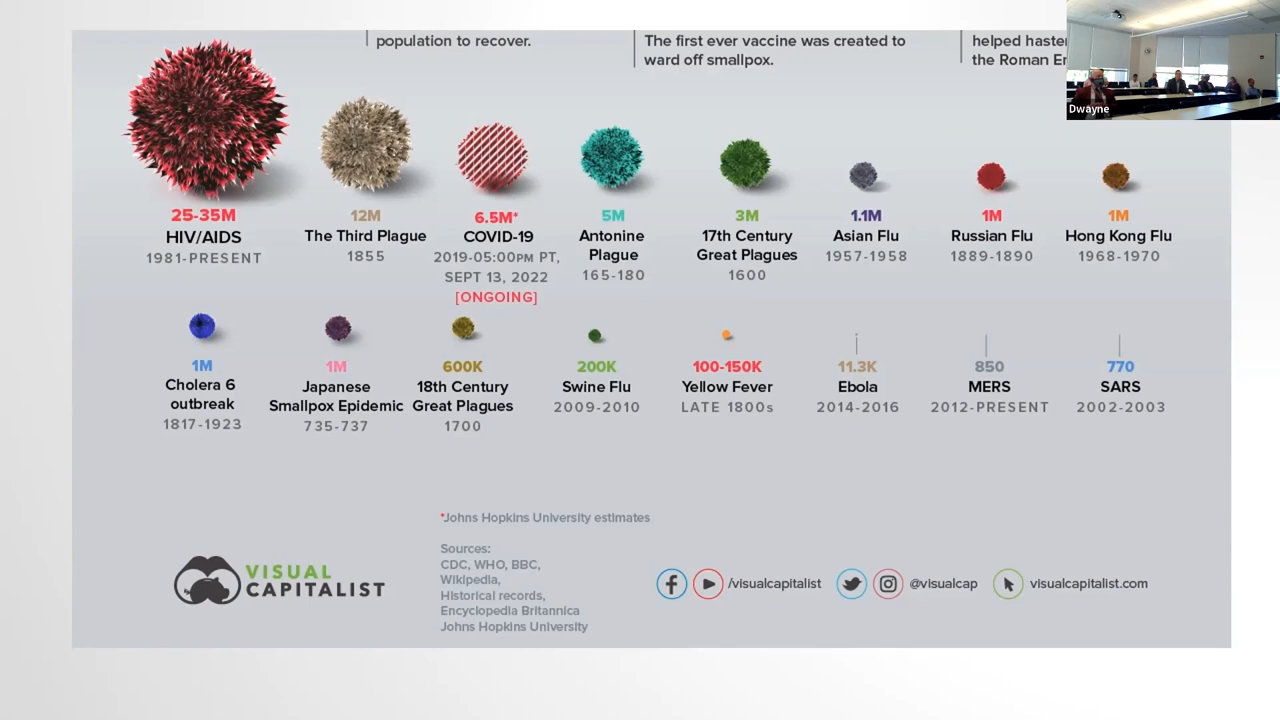 population to recover.
The first ever vaccine was created to
ward off smallpox.
helped haste
the Roman E
Dwayne
25-35M
HIV/AIDS
1981-PRESENT
12M
The Third Plague
1855
6.5M*
COVID-19
2019-05:00PM PT,
SEPT 13, 2022
[ONGOING]
5M
Antonine
Plague
165-180
3M
17th Century
Great Plagues
1600
1.1M
Asian Flu
1957-1958
1M
Russian Flu
1889-1890
1M
Hong Kong Flu
1968-1970
1M
Cholera 6
outbreak
1817-1923
1M
Japanese
Smallpox Epidemic
735-737
600K
18th Century
Great Plagues
1700
200K
Swine Flu
2009-2010
100-150K
Yellow Fever
LATE 1800s
11.3K
Ebola
2014-2016
850
MERS
2012-PRESENT
770
SARS
2002-2003
*Johns Hopkins University estimates
Sources:
CDC, WHO, BBC,
Wikipedia,
Historical records,
Encyclopedia Britannica
Johns Hopkins University
VISUAL
CAPITALIST
/visualcapitalist
@visualcap
visualcapitalist.com